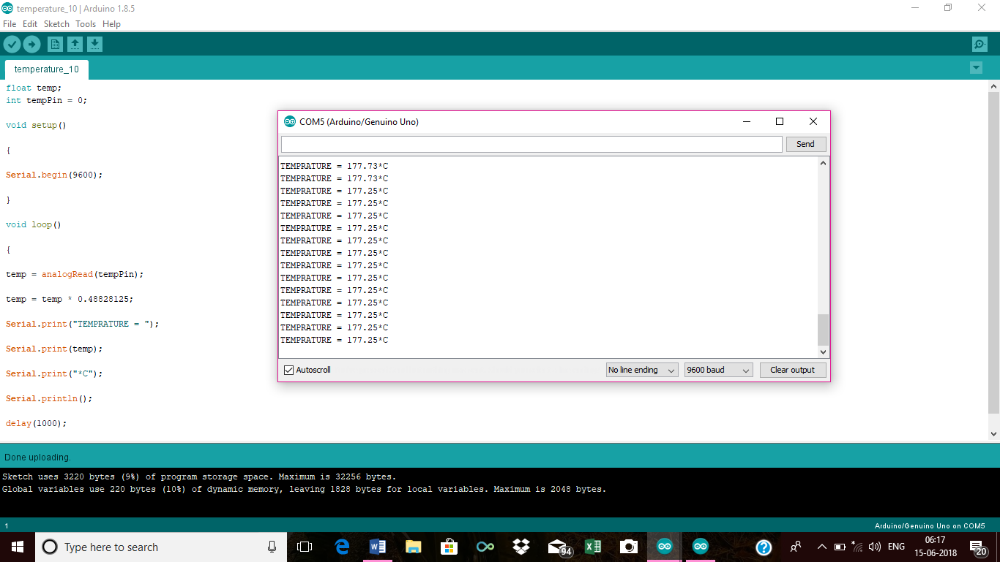 temperature_10 | Arduino 1.8.5
File Edit Sketch Tools Help
temperature_10
float temp;
int tempPin = 0;
void setup()
{
Serial.begin(9600);
}
void loop()
{
temp = analogRead(tempPin);
temp = temp * 0.48828125;
Serial.print("TEMPRATURE = ");
Serial.print(temp);
Serial.print("*C");
Serial.println();
delay(1000);
COM5 (Arduino/Genuino Uno)
Send
TEMPRATURE = 177.73*C
TEMPRATURE = 177.73*C
TEMPRATURE = 177.25*C
TEMPRATURE = 177.25*C
TEMPRATURE = 177.25*C
TEMPRATURE = 177.25*C
TEMPRATURE = 177.25*C
TEMPRATURE = 177.25*C
TEMPRATURE = 177.25*C
TEMPRATURE = 177.25*C
TEMPRATURE = 177.25*C
TEMPRATURE = 177.25*C
TEMPRATURE = 177.25*C
TEMPRATURE = 177.25*C
TEMPRATURE = 177.25*C
Autoscroll
No line ending
9600 baud
Clear output
Done uploading.
Sketch uses 3220 bytes (9%) of program storage space. Maximum is 32256 bytes.
Global variables use 220 bytes (10%) of dynamic memory, leaving 1828 bytes for local variables. Maximum is 2048 bytes.
1
Arduino/Genuino Uno on COM5
Type here to search
94
ENG
06:17
15-06-2018
20